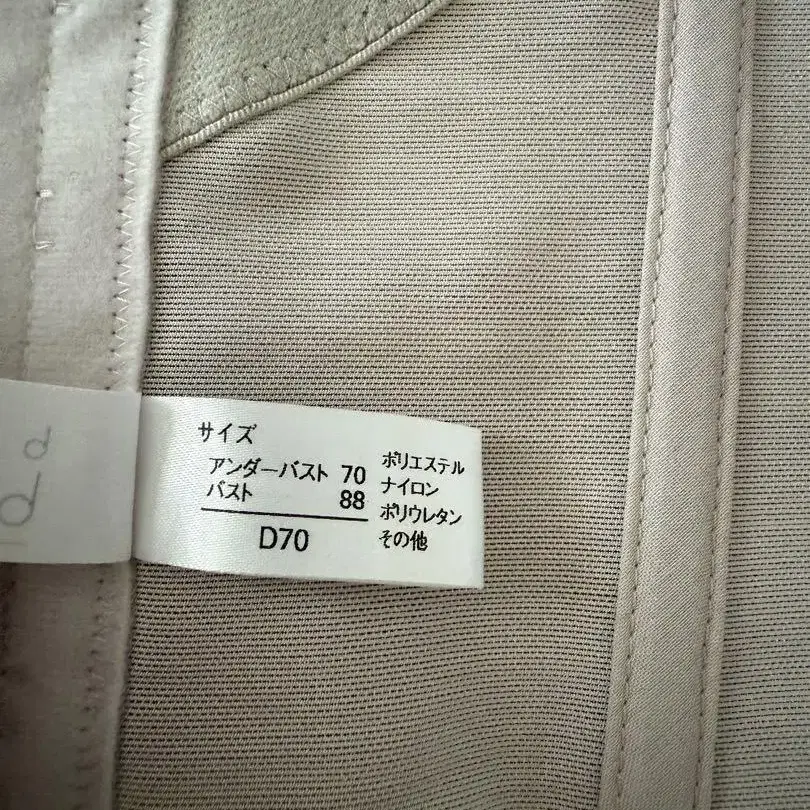 サイズ
アンダーバスト 70
バスト 88
D70
ポリエステル
ナイロン
ポリウレタン
その他